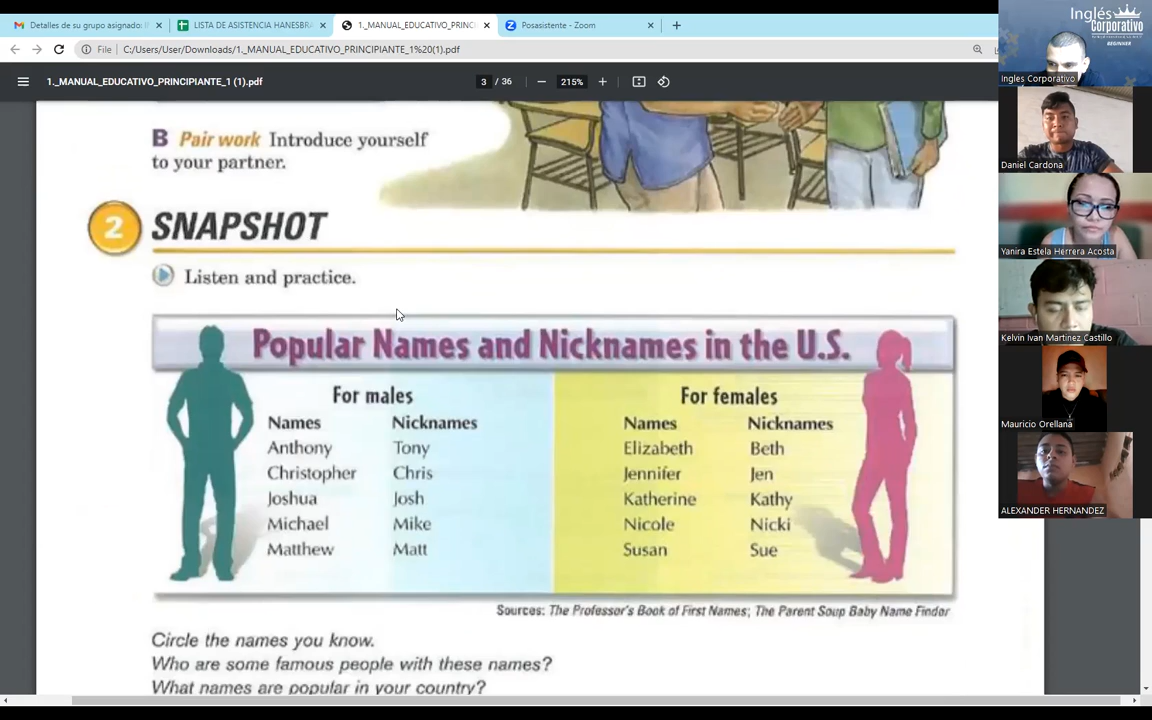 Detalles de su grupo asignado: I
LISTA DE ASISTENCIA HANESBRA
1._MANUAL_EDUCATIVO_PRINC
Posasistente - Zoom
File
C:/Users/User/Downloads/1._MANUAL_EDUCATIVO_PRINCIPIANTE_1%20(1).pdf
1._MANUAL_EDUCATIVO_PRINCIPIANTE_1 (1).pdf
3 / 36
215%
B Pair work Introduce yourself
to your partner.
2 SNAPSHOT
Listen and practice.
Popular Names and Nicknames in the U.S.
For males
Names Nicknames
Anthony Tony
Christopher Chris
Joshua Josh
Michael Mike
Matthew Matt
For females
Names Nicknames
Elizabeth Beth
Jennifer Jen
Katherine Kathy
Nicole Nicki
Susan Sue
Sources: The Professor's Book of First Names; The Parent Soup Baby Name Finder
Circle the names you know.
Who are some famous people with these names?
What names are popular in your country?
Inglés
Corporativo
BEGINNER
Ingles Corporativo
Daniel Cardona
Yanira Estela Herrera Acosta
Kelvin Ivan Martinez Castillo
Mauricio Orellana
ALEXANDER HERNANDEZ